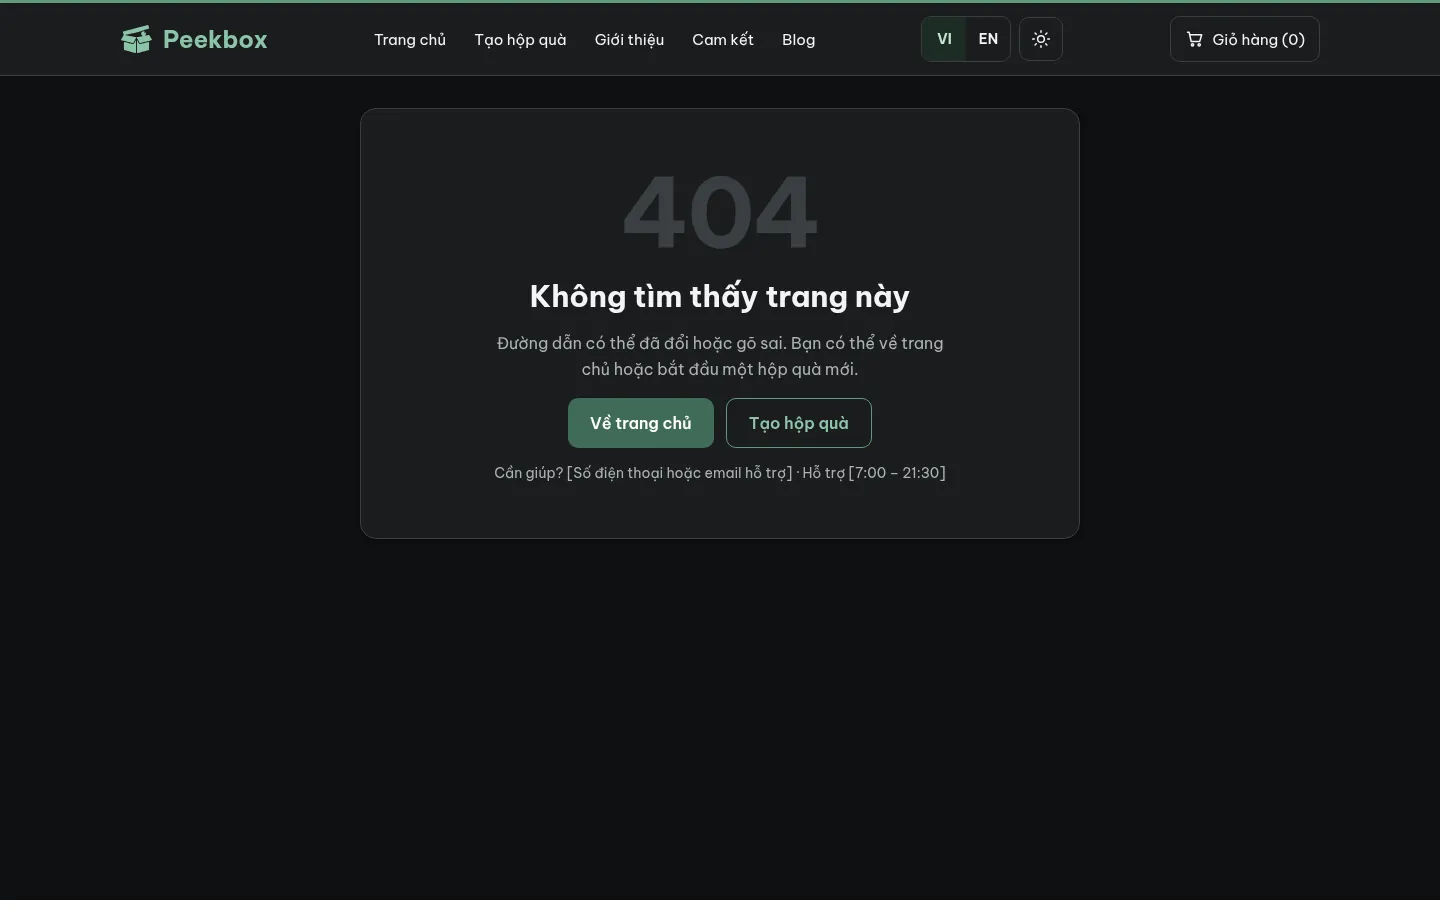 Peekbox
Trang chủ
Tạo hộp quà
Giới thiệu
Cam kết
Blog
VI
EN
Giỏ hàng (0)
404
Không tìm thấy trang này
Đường dẫn có thể đã đổi hoặc gõ sai. Bạn có thể về trang
chủ hoặc bắt đầu một hộp quà mới.
Về trang chủ
Tạo hộp quà
Cần giúp? [Số điện thoại hoặc email hỗ trợ] · Hỗ trợ [7:00 – 21:30]